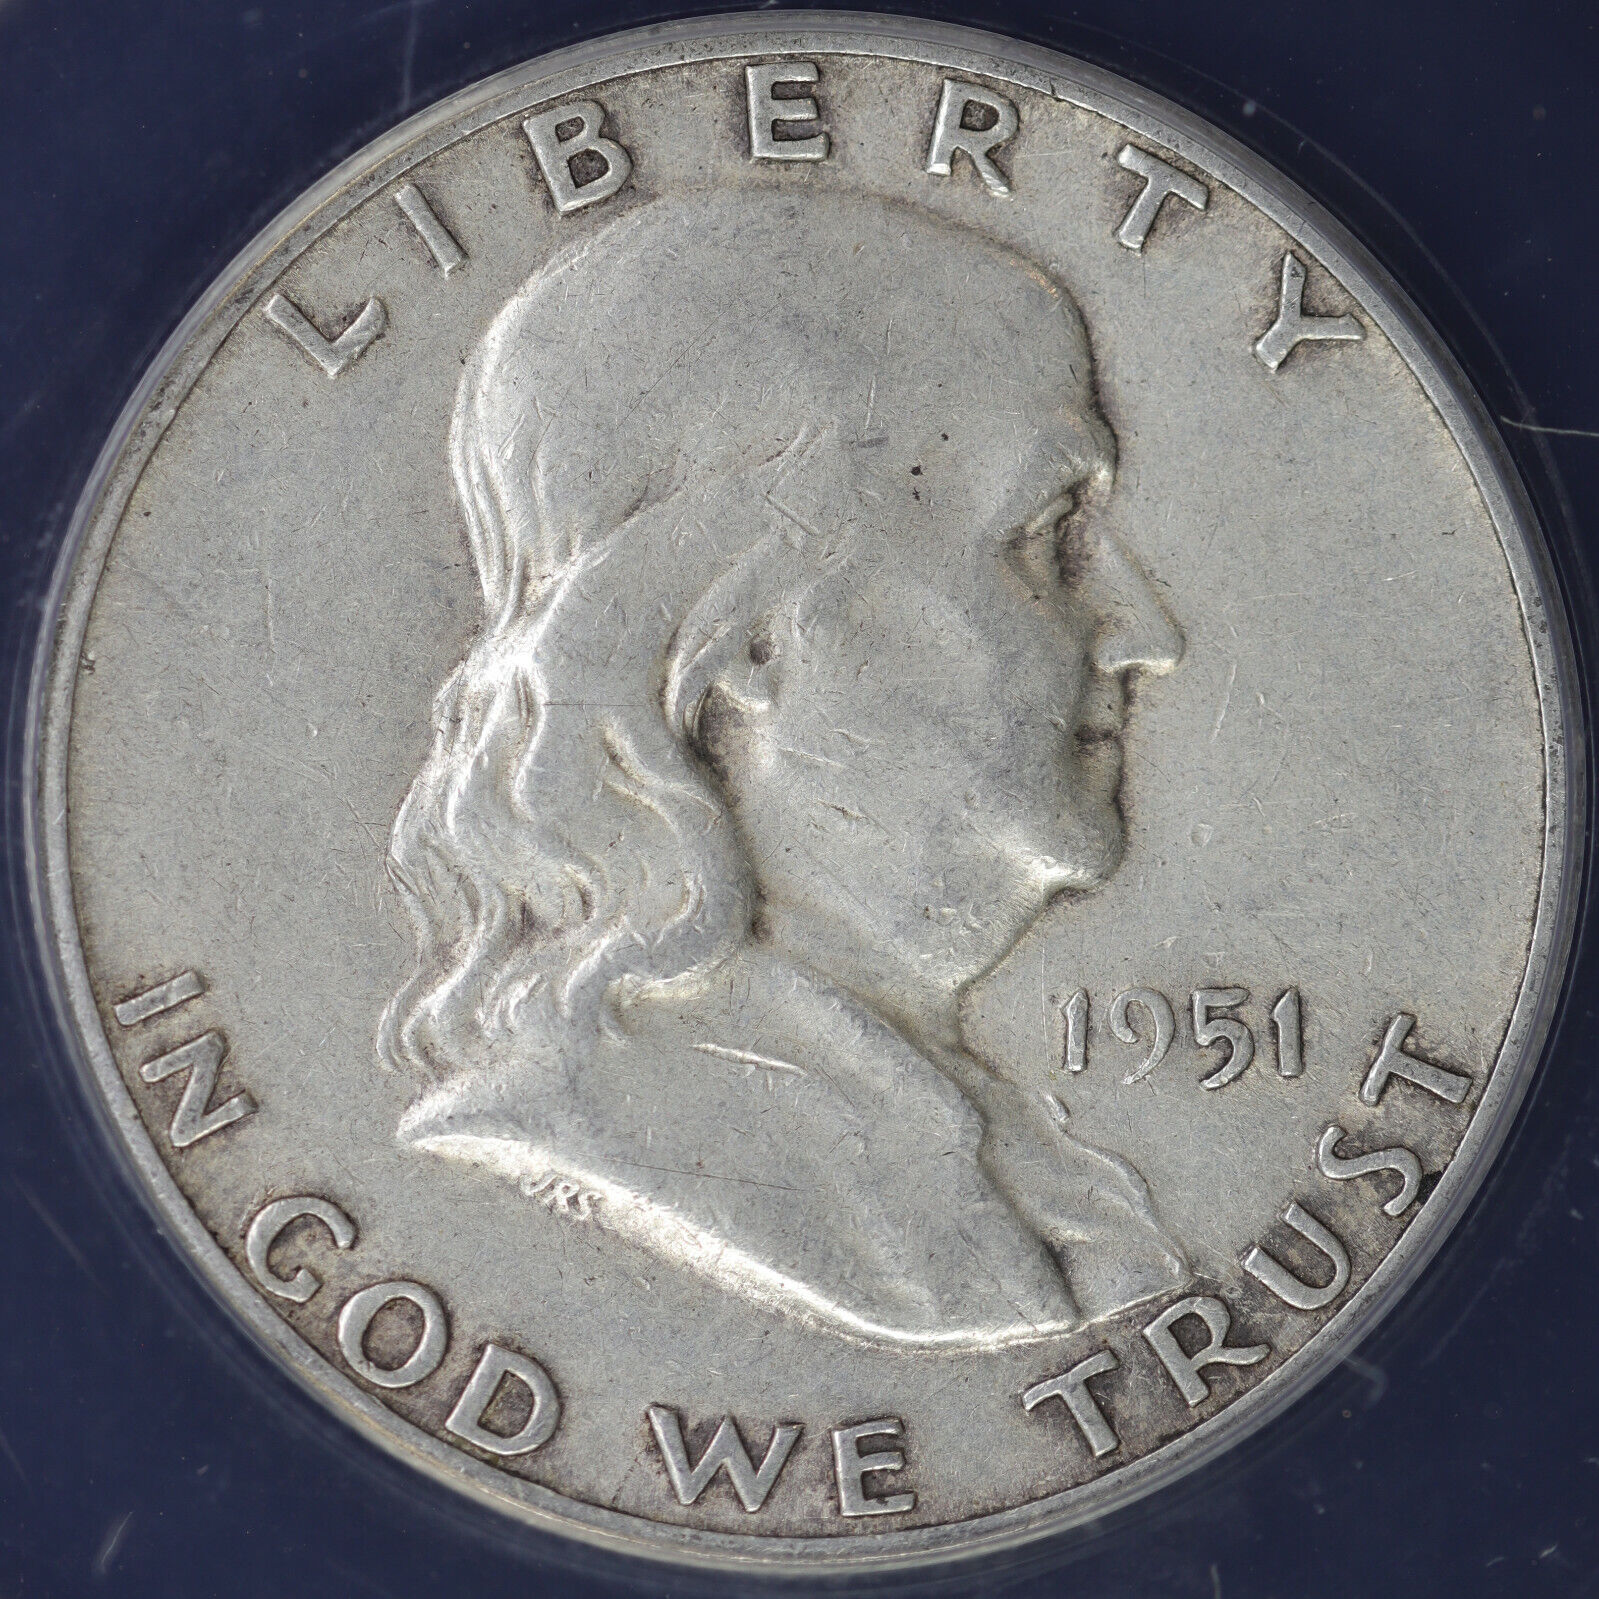 LIBERTY
1951
JRS
IN GOD WE TRUST